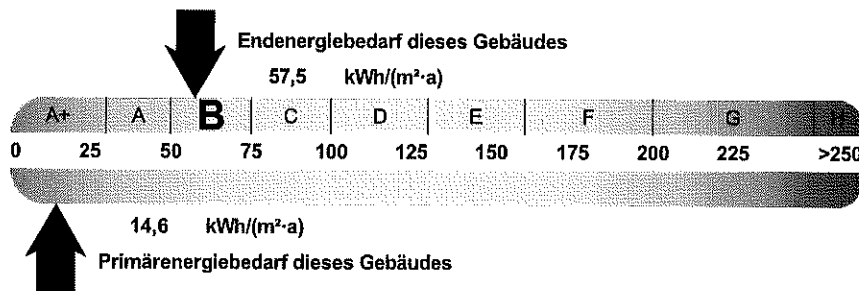 Endenergiebedarf dieses Gebäudes
57,5 kWh/(m²·a)
A+ A B C D E F G H
0 25 50 75 100 125 150 175 200 225 >250
14,6 kWh/(m²·a)
Primärenergiebedarf dieses Gebäudes